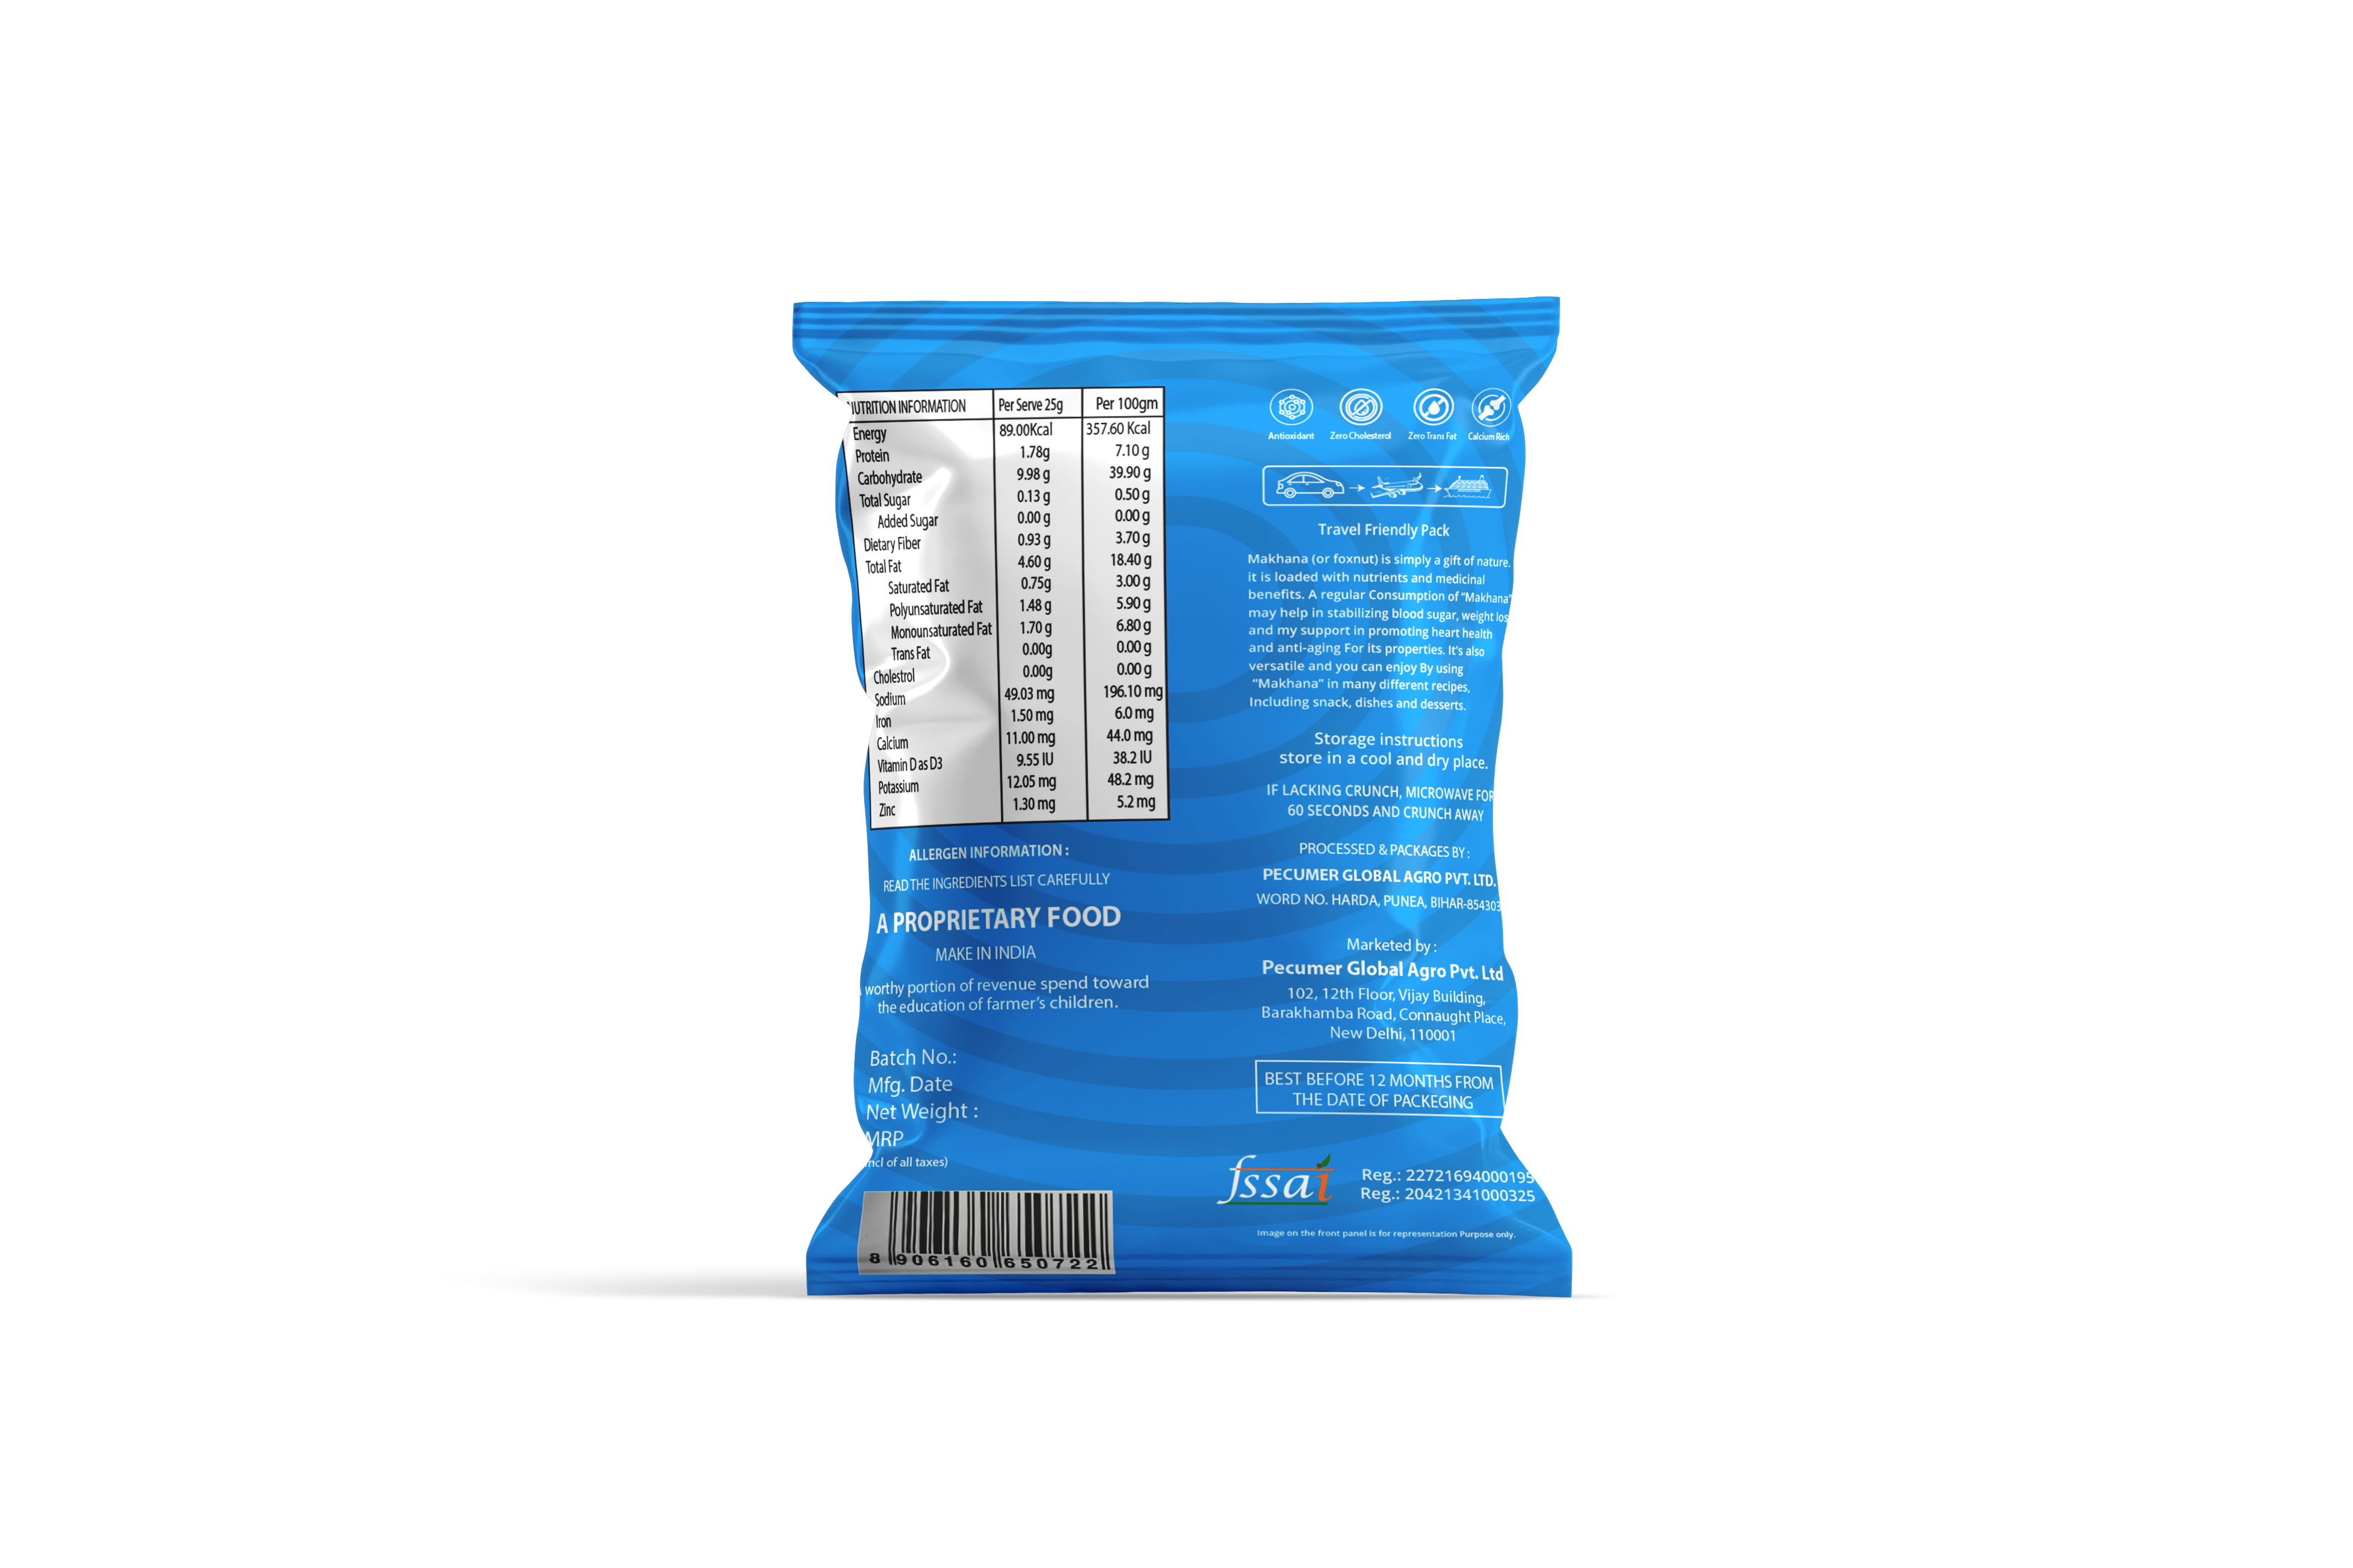 NUTRITION INFORMATION Per Serve 25g Per 100gm
Energy 89.00Kcal 357.60 Kcal
Protein 1.78g 7.10 g
Carbohydrate 9.98 g 39.90 g
Total Sugar 0.13 g 0.50 g
Added Sugar 0.00 g 0.00 g
Dietary Fiber 0.93 g 3.70 g
Total Fat 4.60 g 18.40 g
Saturated Fat 0.75g 3.00 g
Polyunsaturated Fat 1.48 g 5.90 g
Monounsaturated Fat 1.70 g 6.80 g
Trans Fat 0.00g 0.00 g
Cholestrol 0.00g 0.00 g
Sodium 49.03 mg 196.10 mg
Iron 1.50 mg 6.0 mg
Calcium 11.00 mg 44.0 mg
Vitamin D as D3 9.55 IU 38.2 IU
Potassium 12.05 mg 48.2 mg
Zinc 1.30 mg 5.2 mg
ALLERGEN INFORMATION :
READ THE INGREDIENTS LIST CAREFULLY
A PROPRIETARY FOOD
MAKE IN INDIA
worthy portion of revenue spend toward
the education of farmer's children.
Batch No.:
Mfg. Date
Net Weight :
MRP
incl of all taxes)
8 906160 650722
Antioxidant Zero Cholesterol Zero Trans Fat Calcium Rich
Travel Friendly Pack
Makhana (or foxnut) is simply a gift of nature.
it is loaded with nutrients and medicinal
benefits. A regular Consumption of "Makhana"
may help in stabilizing blood sugar, weight los
and my support in promoting heart health
and anti-aging For its properties. It's also
versatile and you can enjoy By using
"Makhana" in many different recipes,
Including snack, dishes and desserts.
Storage instructions
store in a cool and dry place.
IF LACKING CRUNCH, MICROWAVE FOR
60 SECONDS AND CRUNCH AWAY
PROCESSED & PACKAGES BY :
PECUMER GLOBAL AGRO PVT. LTD.
WORD NO. HARDA, PUNEA, BIHAR-854303
Marketed by :
Pecumer Global Agro Pvt. Ltd
102, 12th Floor, Vijay Building,
Barakhamba Road, Connaught Place,
New Delhi, 110001
BEST BEFORE 12 MONTHS FROM
THE DATE OF PACKEGING
fssai
Reg.: 22721694000195
Reg.: 20421341000325
Image on the front panel is for representation Purpose only.